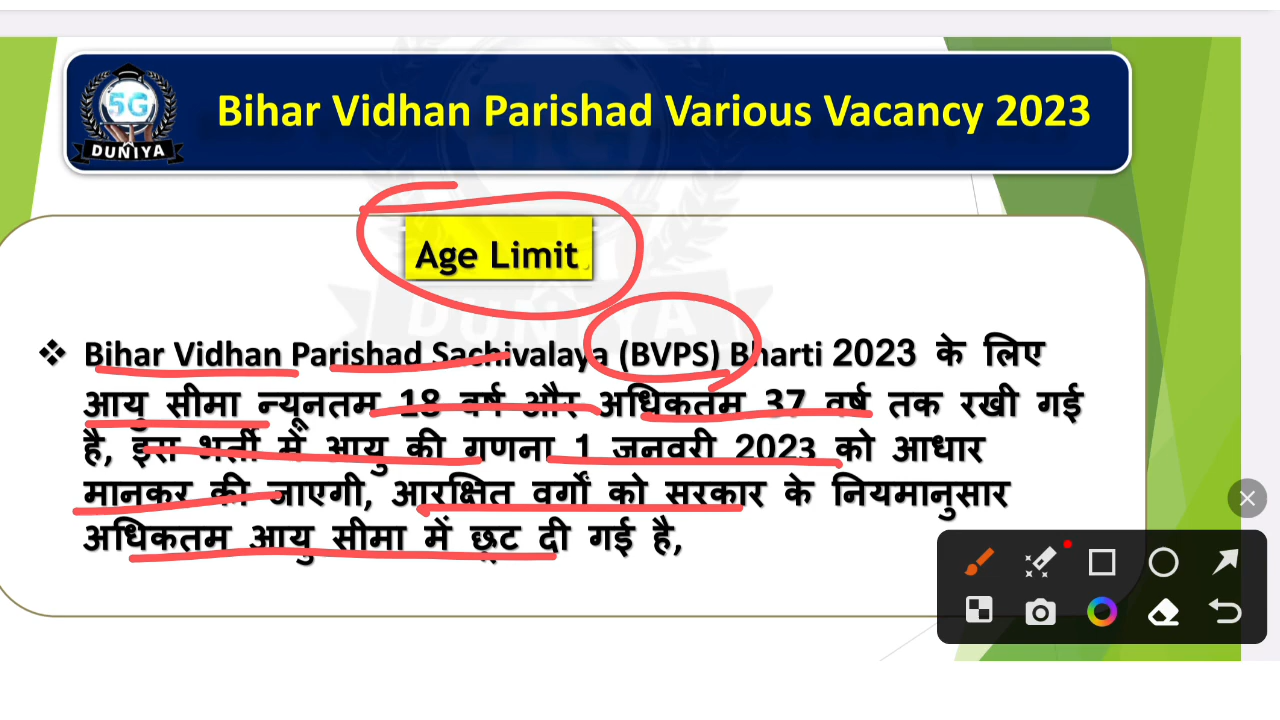 5G
DUNIYA
Bihar Vidhan Parishad Various Vacancy 2023
Age Limit
❖ Bihar Vidhan Parishad Sachivalaya (BVPS) Bharti 2023 के लिए
आयु सीमा न्यूनतम 18 वर्ष और अधिकतम 37 वर्ष तक रखी गई
है, इस भर्ती में आयु की गणना 1 जनवरी 2023 को आधार
मानकर की जाएगी, आरक्षित वर्गों को सरकार के नियमानुसार
अधिकतम आयु सीमा में छूट दी गई है,
DUNIYA